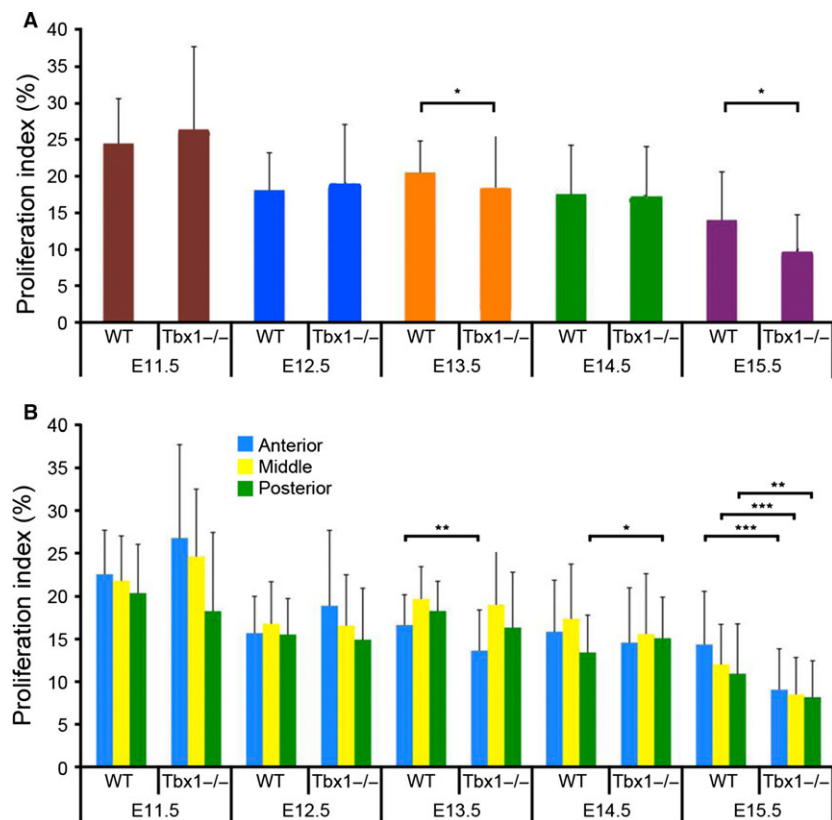 A
Proliferation index (%)
40
35
30
25
20
15
10
5
0
* *
WT Tbx1−/− WT Tbx1−/− WT Tbx1−/− WT Tbx1−/− WT Tbx1−/−
E11.5 E12.5 E13.5 E14.5 E15.5
B
Proliferation index (%)
40
35
30
25
20
15
10
5
0
Anterior
Middle
Posterior
**
***
** * ***
WT Tbx1−/− WT Tbx1−/− WT Tbx1−/− WT Tbx1−/− WT Tbx1−/−
E11.5 E12.5 E13.5 E14.5 E15.5